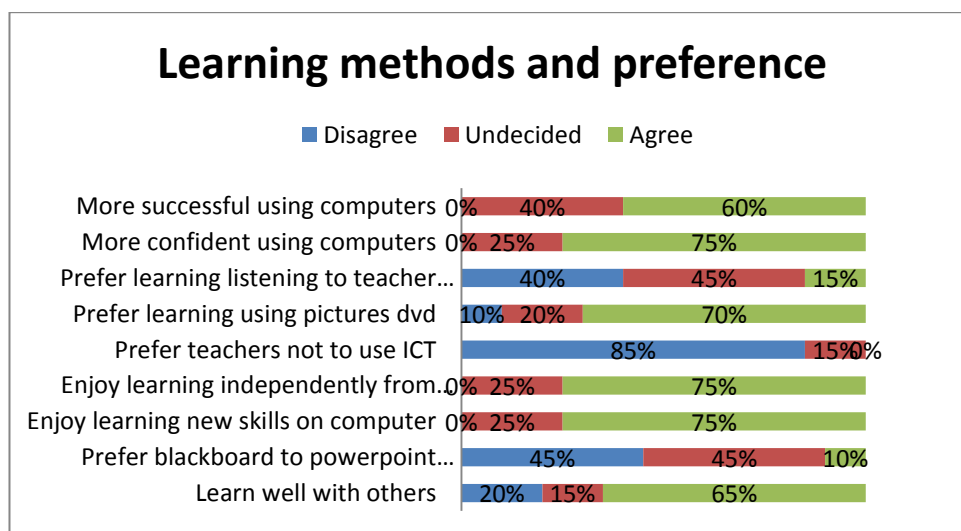 Learning methods and preference
Disagree Undecided Agree
More successful using computers 0% 40% 60%
More confident using computers 0% 25% 75%
Prefer learning listening to teacher... 40% 45% 15%
Prefer learning using pictures dvd 10% 20% 70%
Prefer teachers not to use ICT 85% 15% 0%
Enjoy learning independently from... 0% 25% 75%
Enjoy learning new skills on computer 0% 25% 75%
Prefer blackboard to powerpoint... 45% 45% 10%
Learn well with others 20% 15% 65%